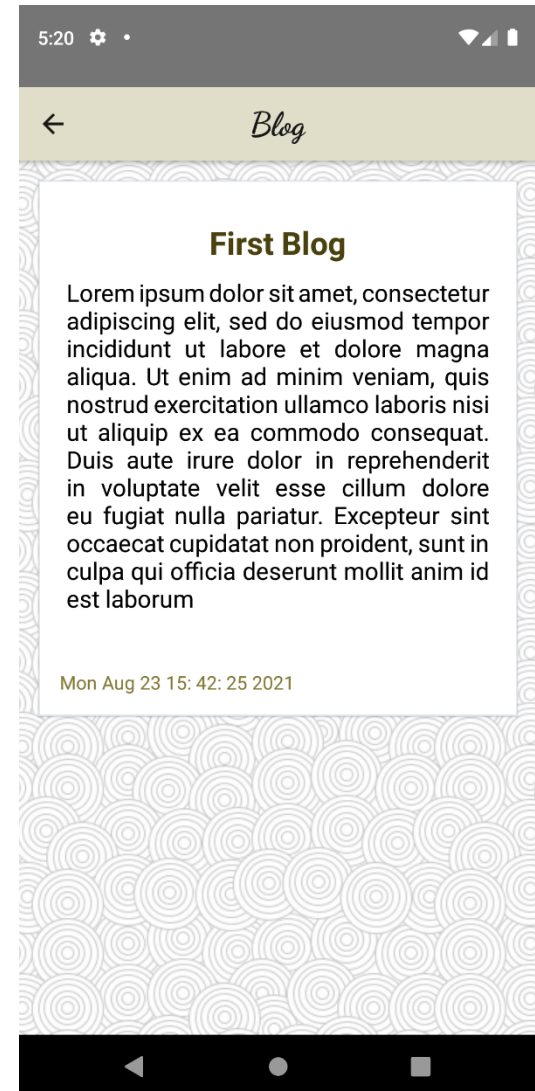 5:20
Blog
First Blog
Lorem ipsum dolor sit amet, consectetur
adipiscing elit, sed do eiusmod tempor
incididunt ut labore et dolore magna
aliqua. Ut enim ad minim veniam, quis
nostrud exercitation ullamco laboris nisi
ut aliquip ex ea commodo consequat.
Duis aute irure dolor in reprehenderit
in voluptate velit esse cillum dolore
eu fugiat nulla pariatur. Excepteur sint
occaecat cupidatat non proident, sunt in
culpa qui officia deserunt mollit anim id
est laborum
Mon Aug 23 15: 42: 25 2021